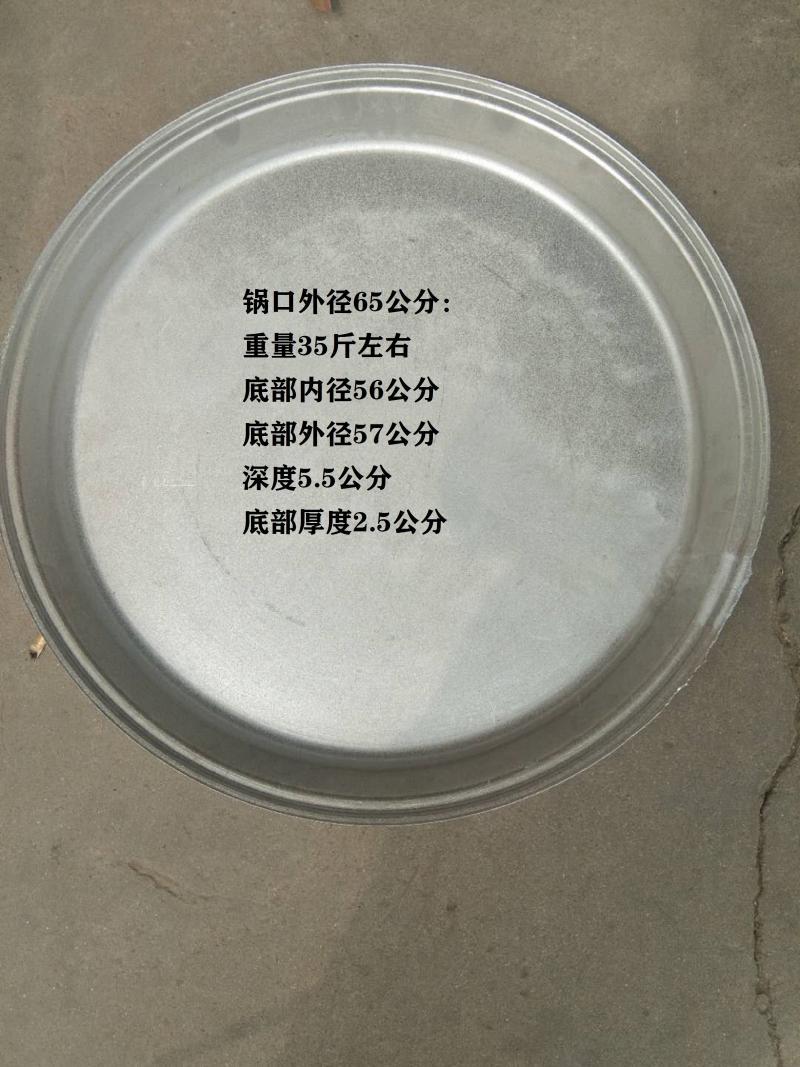 锅口外径65公分:
重量35斤左右
底部内径56公分
底部外径57公分
深度5.5公分
底部厚度2.5公分